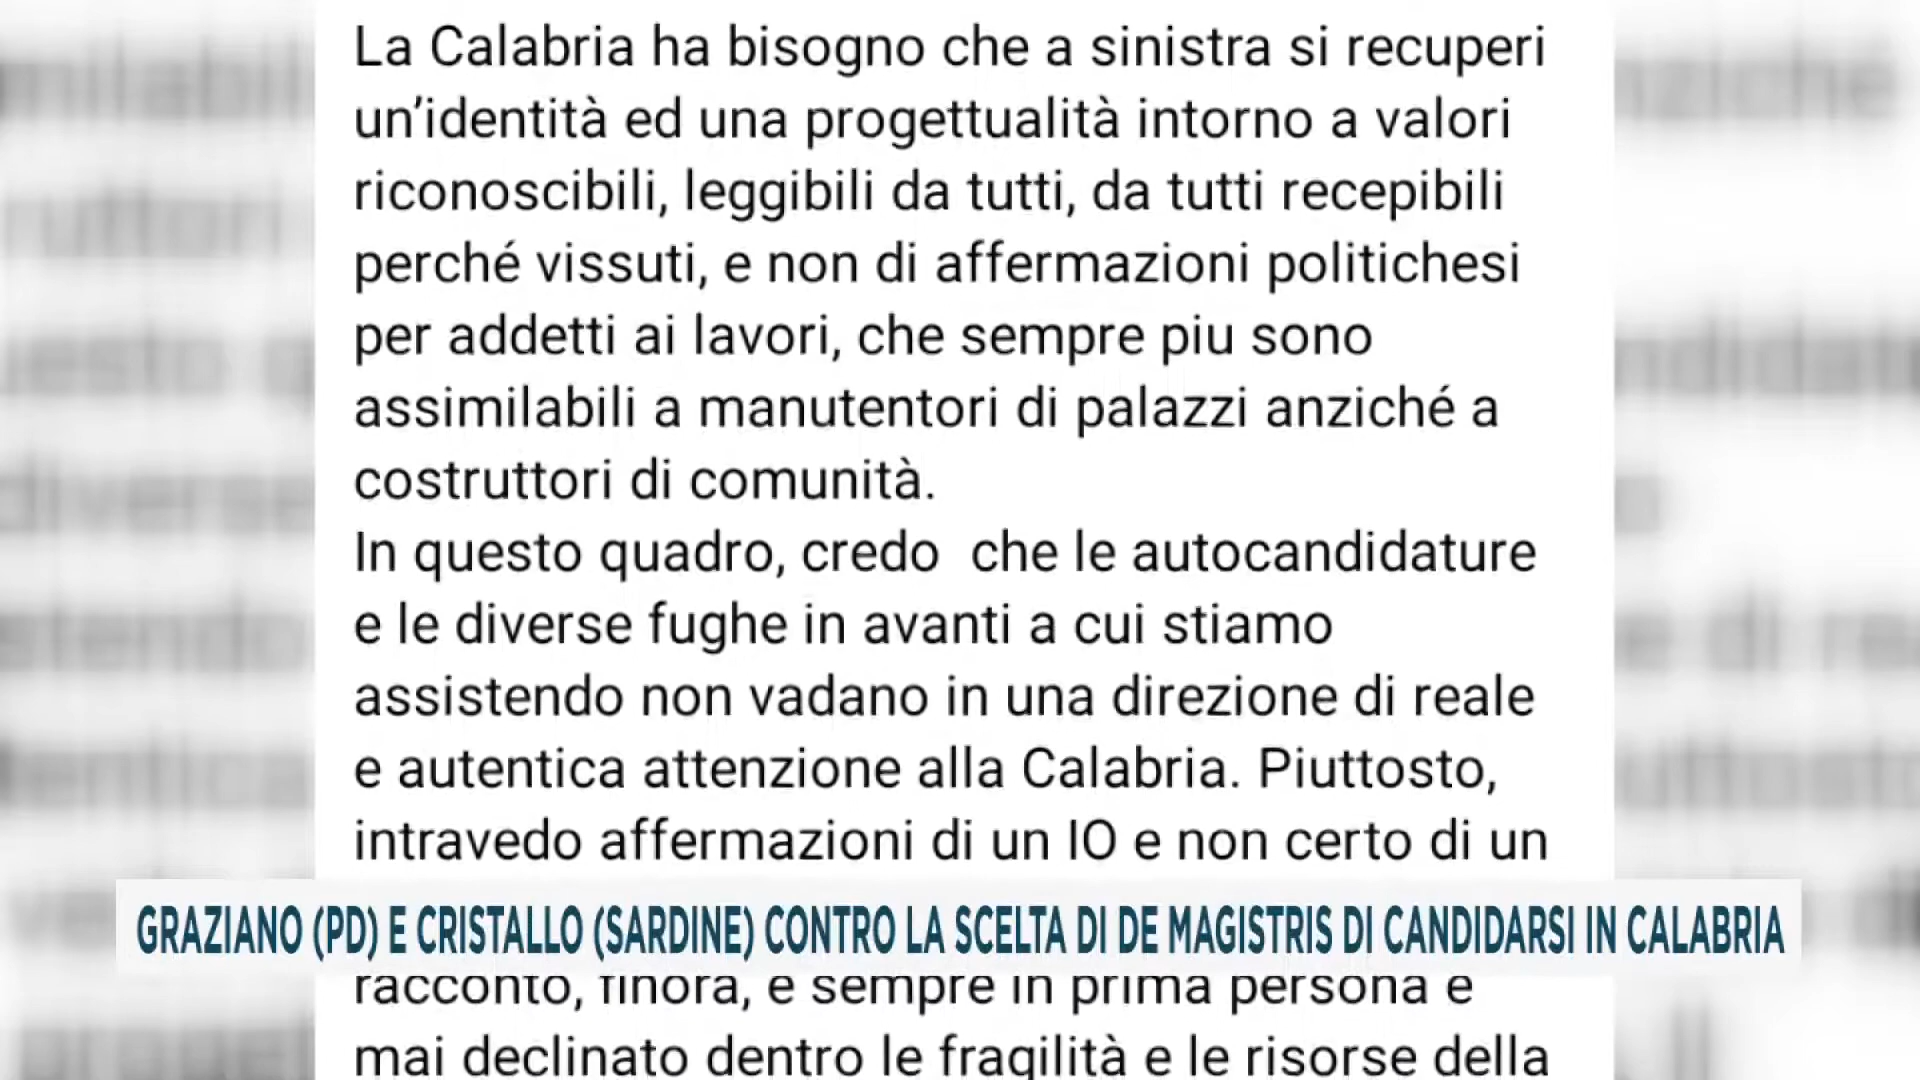 La Calabria ha bisogno che a sinistra si recuperi
un’identità ed una progettualità intorno a valori
riconoscibili, leggibili da tutti, da tutti recepibili
perché vissuti, e non di affermazioni politichesi
per addetti ai lavori, che sempre piu sono
assimilabili a manutentori di palazzi anziché a
costruttori di comunità.
In questo quadro, credo  che le autocandidature
e le diverse fughe in avanti a cui stiamo
assistendo non vadano in una direzione di reale
e autentica attenzione alla Calabria. Piuttosto,
intravedo affermazioni di un IO e non certo di un
GRAZIANO (PD) E CRISTALLO (SARDINE) CONTRO LA SCELTA DI DE MAGISTRIS DI CANDIDARSI IN CALABRIA
racconto, finora, e sempre in prima persona e
mai declinato dentro le fragilità e le risorse della